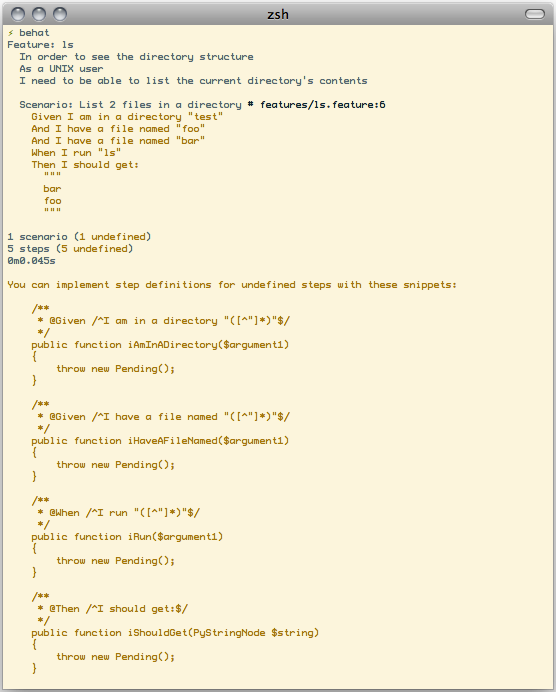 zsh
⚡ behat
Feature: ls
  In order to see the directory structure
  As a UNIX user
  I need to be able to list the current directory's contents

  Scenario: List 2 files in a directory # features/ls.feature:6
    Given I am in a directory "test"
    And I have a file named "foo"
    And I have a file named "bar"
    When I run "ls"
    Then I should get:
      """
      bar
      foo
      """

1 scenario (1 undefined)
5 steps (5 undefined)
0m0.045s

You can implement step definitions for undefined steps with these snippets:

    /**
     * @Given /^I am in a directory "([^"]*)"$/
     */
    public function iAmInADirectory($argument1)
    {
        throw new Pending();
    }

    /**
     * @Given /^I have a file named "([^"]*)"$/
     */
    public function iHaveAFileNamed($argument1)
    {
        throw new Pending();
    }

    /**
     * @When /^I run "([^"]*)"$/
     */
    public function iRun($argument1)
    {
        throw new Pending();
    }

    /**
     * @Then /^I should get:$/
     */
    public function iShouldGet(PyStringNode $string)
    {
        throw new Pending();
    }